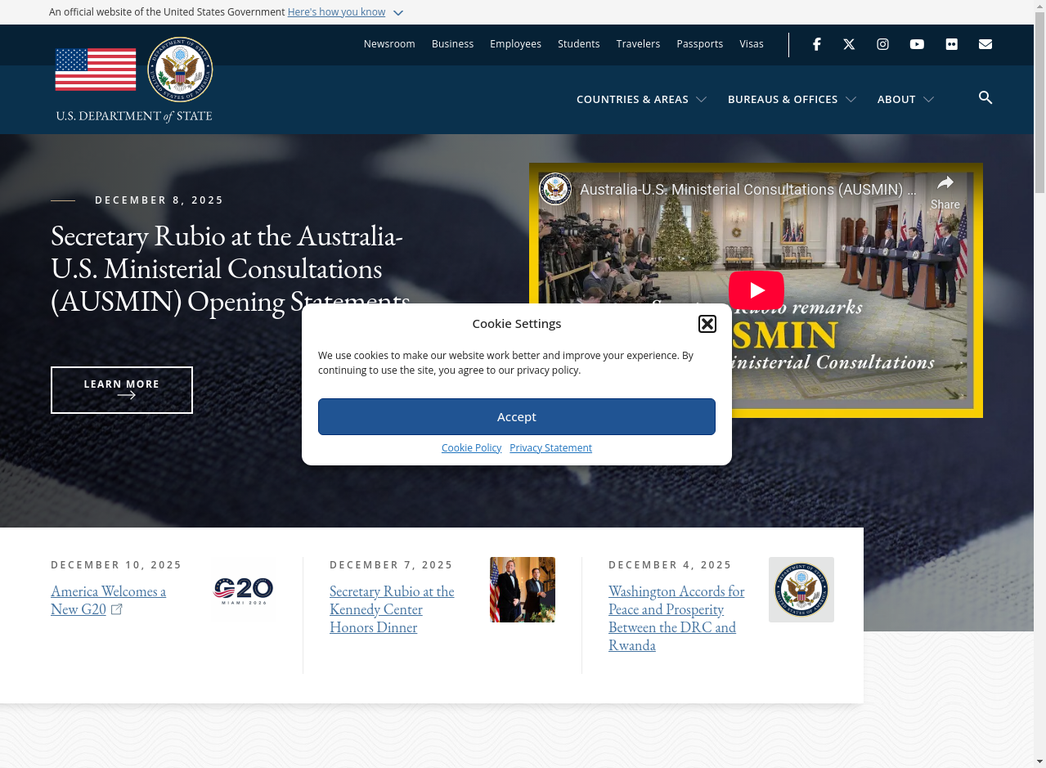 An official website of the United States Government Here's how you know
Newsroom Business Employees Students Travelers Passports Visas
U.S. DEPARTMENT of STATE
COUNTRIES & AREAS BUREAUS & OFFICES ABOUT
DECEMBER 8, 2025
Secretary Rubio at the Australia-
U.S. Ministerial Consultations
(AUSMIN) Opening Statements
LEARN MORE
Australia-U.S. Ministerial Consultations (AUSMIN) ...
Share
remarks
SMIN
Consultations
Cookie Settings
We use cookies to make our website work better and improve your experience. By
continuing to use the site, you agree to our privacy policy.
Accept
Cookie Policy Privacy Statement
DECEMBER 10, 2025
America Welcomes a
New G20
G20
MIAMI 2026
DECEMBER 7, 2025
Secretary Rubio at the
Kennedy Center
Honors Dinner
DECEMBER 4, 2025
Washington Accords for
Peace and Prosperity
Between the DRC and
Rwanda